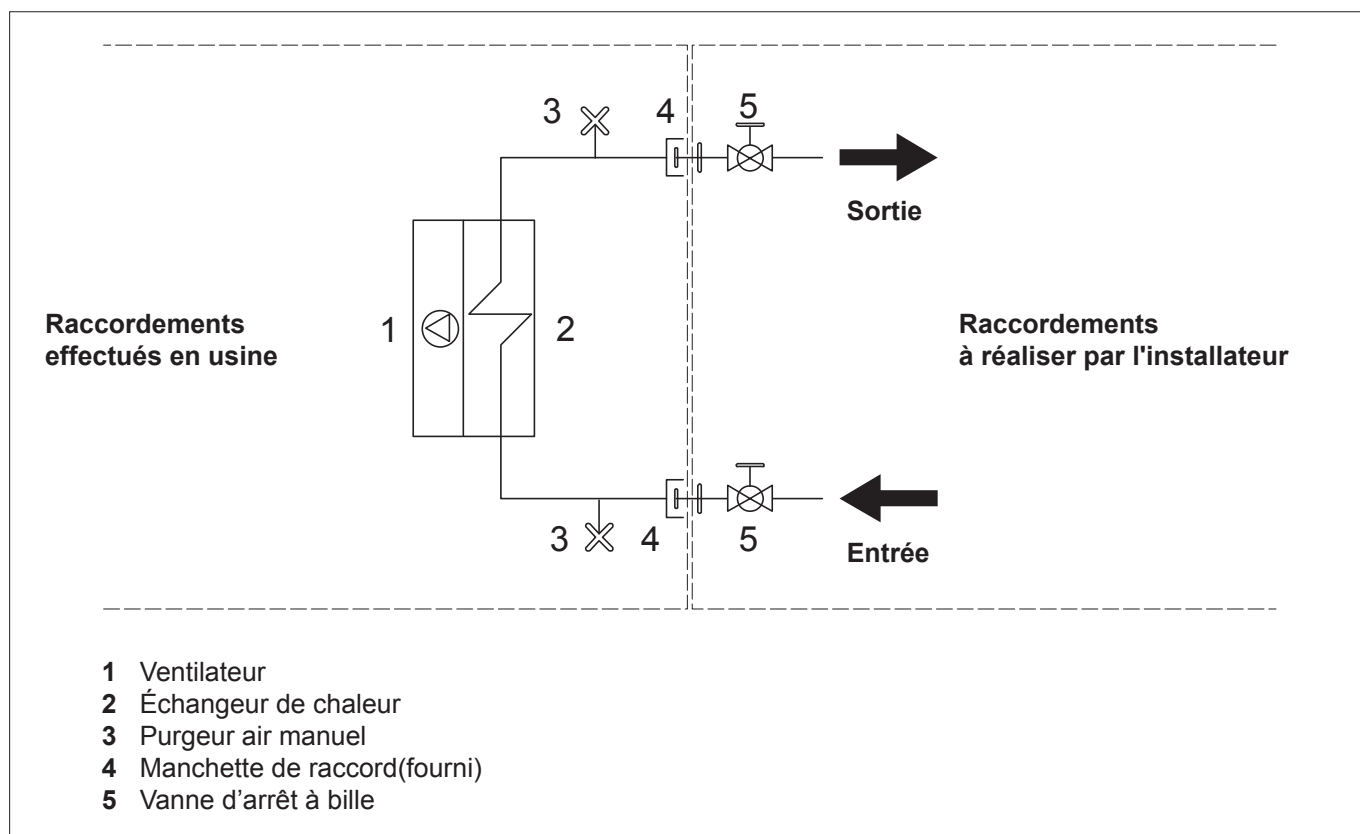 3
4
5
Sortie
Raccordements
effectués en usine
1
2
Raccordements
à réaliser par l'installateur
3
4
5
Entrée
1 Ventilateur
2 Échangeur de chaleur
3 Purgeur air manuel
4 Manchette de raccord(fourni)
5 Vanne d’arrêt à bille